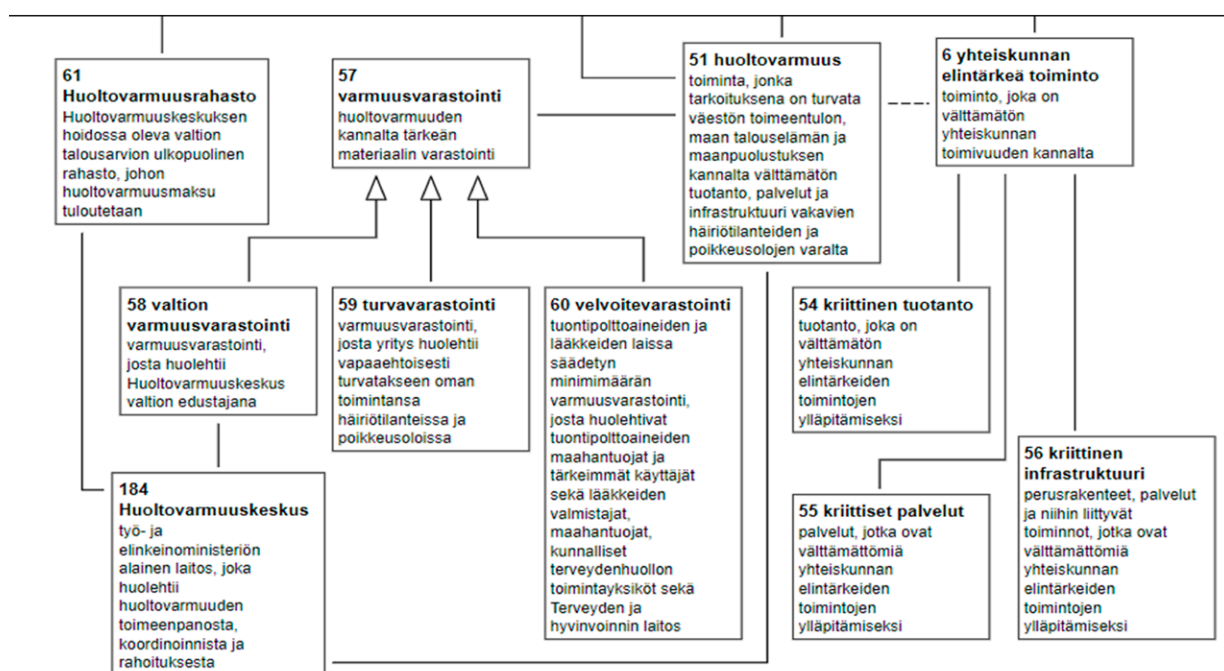 61
Huoltovarmuusrahasto
Huoltovarmuuskeskuksen
hoidossa oleva valtion
talousarvion ulkopuolinen
rahasto, johon
huoltovarmuusmaksu
tuloutetaan
57
varmuusvarastointi
huoltovarmuuden
kannalta tärkeän
materiaalin varastointi
51 huoltovarmuus
toiminta, jonka
tarkoituksena on turvata
väestön toimeentulon,
maan talouselämän ja
maanpuolustuksen
kannalta välttämätön
tuotanto, palvelut ja
infrastruktuuri vakavien
häiriötilanteiden ja
poikkeusolojen varalta
6 yhteiskunnan
elintärkeä toiminto
toiminto, joka on
välttämätön
yhteiskunnan
toimivuuden kannalta
58 valtion
varmuusvarastointi
varmuusvarastointi,
josta huolehtii
Huoltovarmuuskeskus
valtion edustajana
59 turvavarastointi
varmuusvarastointi,
josta yritys huolehtii
vapaaehtoisesti
turvatakseen oman
toimintansa
häiriötilanteissa ja
poikkeusoloissa
60 velvoitevarastointi
tuontipolttoaineiden ja
lääkkeiden laissa
säädetyn
minimimäärän
varmuusvarastointi,
josta huolehtivat
tuontipolttoaineiden
maahantuojat ja
tärkeimmät käyttäjät
sekä lääkkeiden
valmistajat,
maahantuojat,
kunnalliset
terveydenhuollon
toimintayksiköt sekä
Terveyden ja
hyvinvoinnin laitos
54 kriittinen tuotanto
tuotanto, joka on
välttämätön
yhteiskunnan
elintärkeiden
toimintojen
ylläpitämiseksi
184
Huoltovarmuuskeskus
työ- ja
elinkeinoministeriön
alainen laitos, joka
huolehtii
huoltovarmuuden
toimeenpanosta,
koordinoinnista ja
rahoituksesta
55 kriittiset palvelut
palvelut, jotka ovat
välttämättömiä
yhteiskunnan
elintärkeiden
toimintojen
ylläpitämiseksi
56 kriittinen
infrastruktuuri
perusrakenteet, palvelut
ja niihin liittyvät
toiminnot, jotka ovat
välttämättömiä
yhteiskunnan
elintärkeiden
toimintojen
ylläpitämiseksi